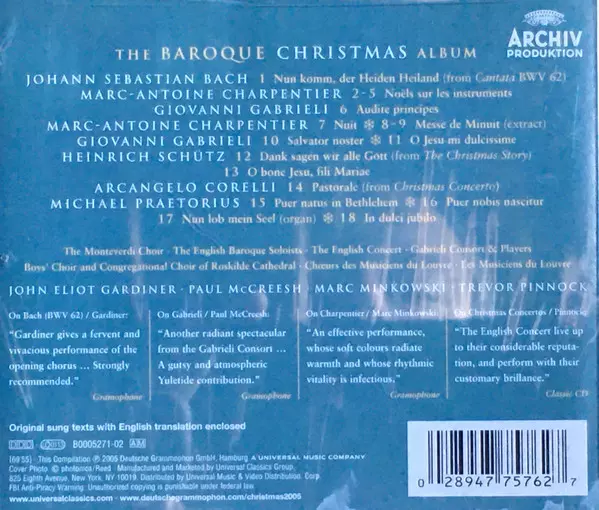 ARCHIV
PRODUKTION
THE BAROQUE CHRISTMAS ALBUM
JOHANN SEBASTIAN BACH 1 Nun komm, der Heiden Heiland (from Cantata BWV 62)
MARC-ANTOINE CHARPENTIER 2-5 Noëls sur les instruments
GIOVANNI GABRIELI 6 Audite principes
MARC-ANTOINE CHARPENTIER 7 Nuit ❄ 8-9 Messe de Minuit (extract)
GIOVANNI GABRIELI 10 Salvator noster ❄ 11 O Jesu mi dulcissime
HEINRICH SCHÜTZ 12 Dank sagen wir alle Gott (from The Christmas Story)
13 O bone Jesu, fili Mariae
ARCANGELO CORELLI 14 Pastorale (from Christmas Concerto)
MICHAEL PRAETORIUS 15 Puer natus in Bethlehem ❄ 16 Puer nobis nascitur
17 Nun lob mein Seel (organ) ❄ 18 In dulci jubilo
The Monteverdi Choir · The English Baroque Soloists · The English Concert · Gabrieli Consort & Players
Boys' Choir and Congregational Choir of Roskilde Cathedral · Chœurs des Musiciens du Louvre · Les Musiciens du Louvre
JOHN ELIOT GARDINER · PAUL McCREESH · MARC MINKOWSKI · TREVOR PINNOCK
On Bach (BWV 62) / Gardiner:
"Gardiner gives a fervent and
vivacious performance of the
opening chorus ... Strongly
recommended."
Gramophone
On Gabrieli / Paul McCreesh:
"Another radiant spectacular
from the Gabrieli Consort ...
A gutsy and atmospheric
Yuletide contribution."
Gramophone
On Charpentier / Marc Minkowski:
"An effective performance,
whose soft colours radiate
warmth and whose rhythmic
vitality is infectious."
Gramophone
On Christmas Concertos / Pinnock:
"The English Concert live up
to their considerable reputa-
tion, and perform with their
customary brillance."
Classic CD
Original sung texts with English translation enclosed
B0005271-02
[69'55] · This Compilation ℗ 2005 Deutsche Grammophon GmbH, Hamburg A UNIVERSAL MUSIC COMPANY
Cover Photo © photonica/Reed · Manufactured and Marketed by Universal Classics Group,
825 Eighth Avenue, New York, NY 10019. Distributed by Universal Music & Video Distribution, Corp.
FBI Anti-Piracy Warning: Unauthorized copying is punishable under federal law.
www.universalclassics.com · www.deutschegrammophon.com/christmas2005
0 28947 75762 7